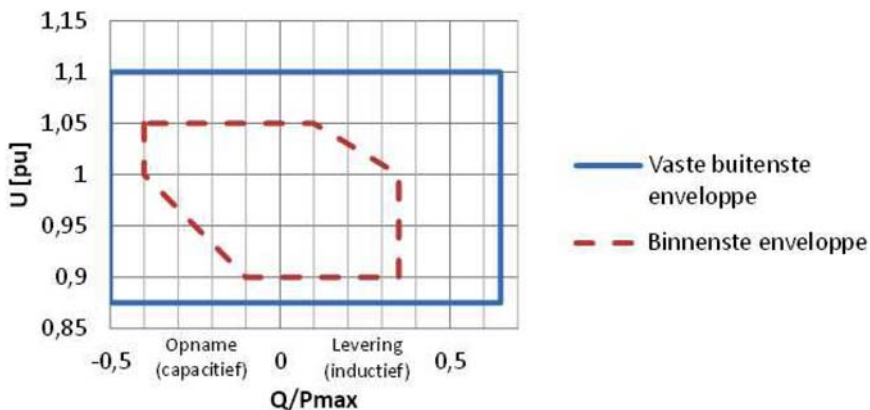 1,15
1,1
1,05
1
0,95
0,9
0,85
U [pu]
-0,5
Opname
(capacitief)
0
Levering
(inductief)
0,5
Q/Pmax
Vaste buitenste
enveloppe
Binnenste enveloppe